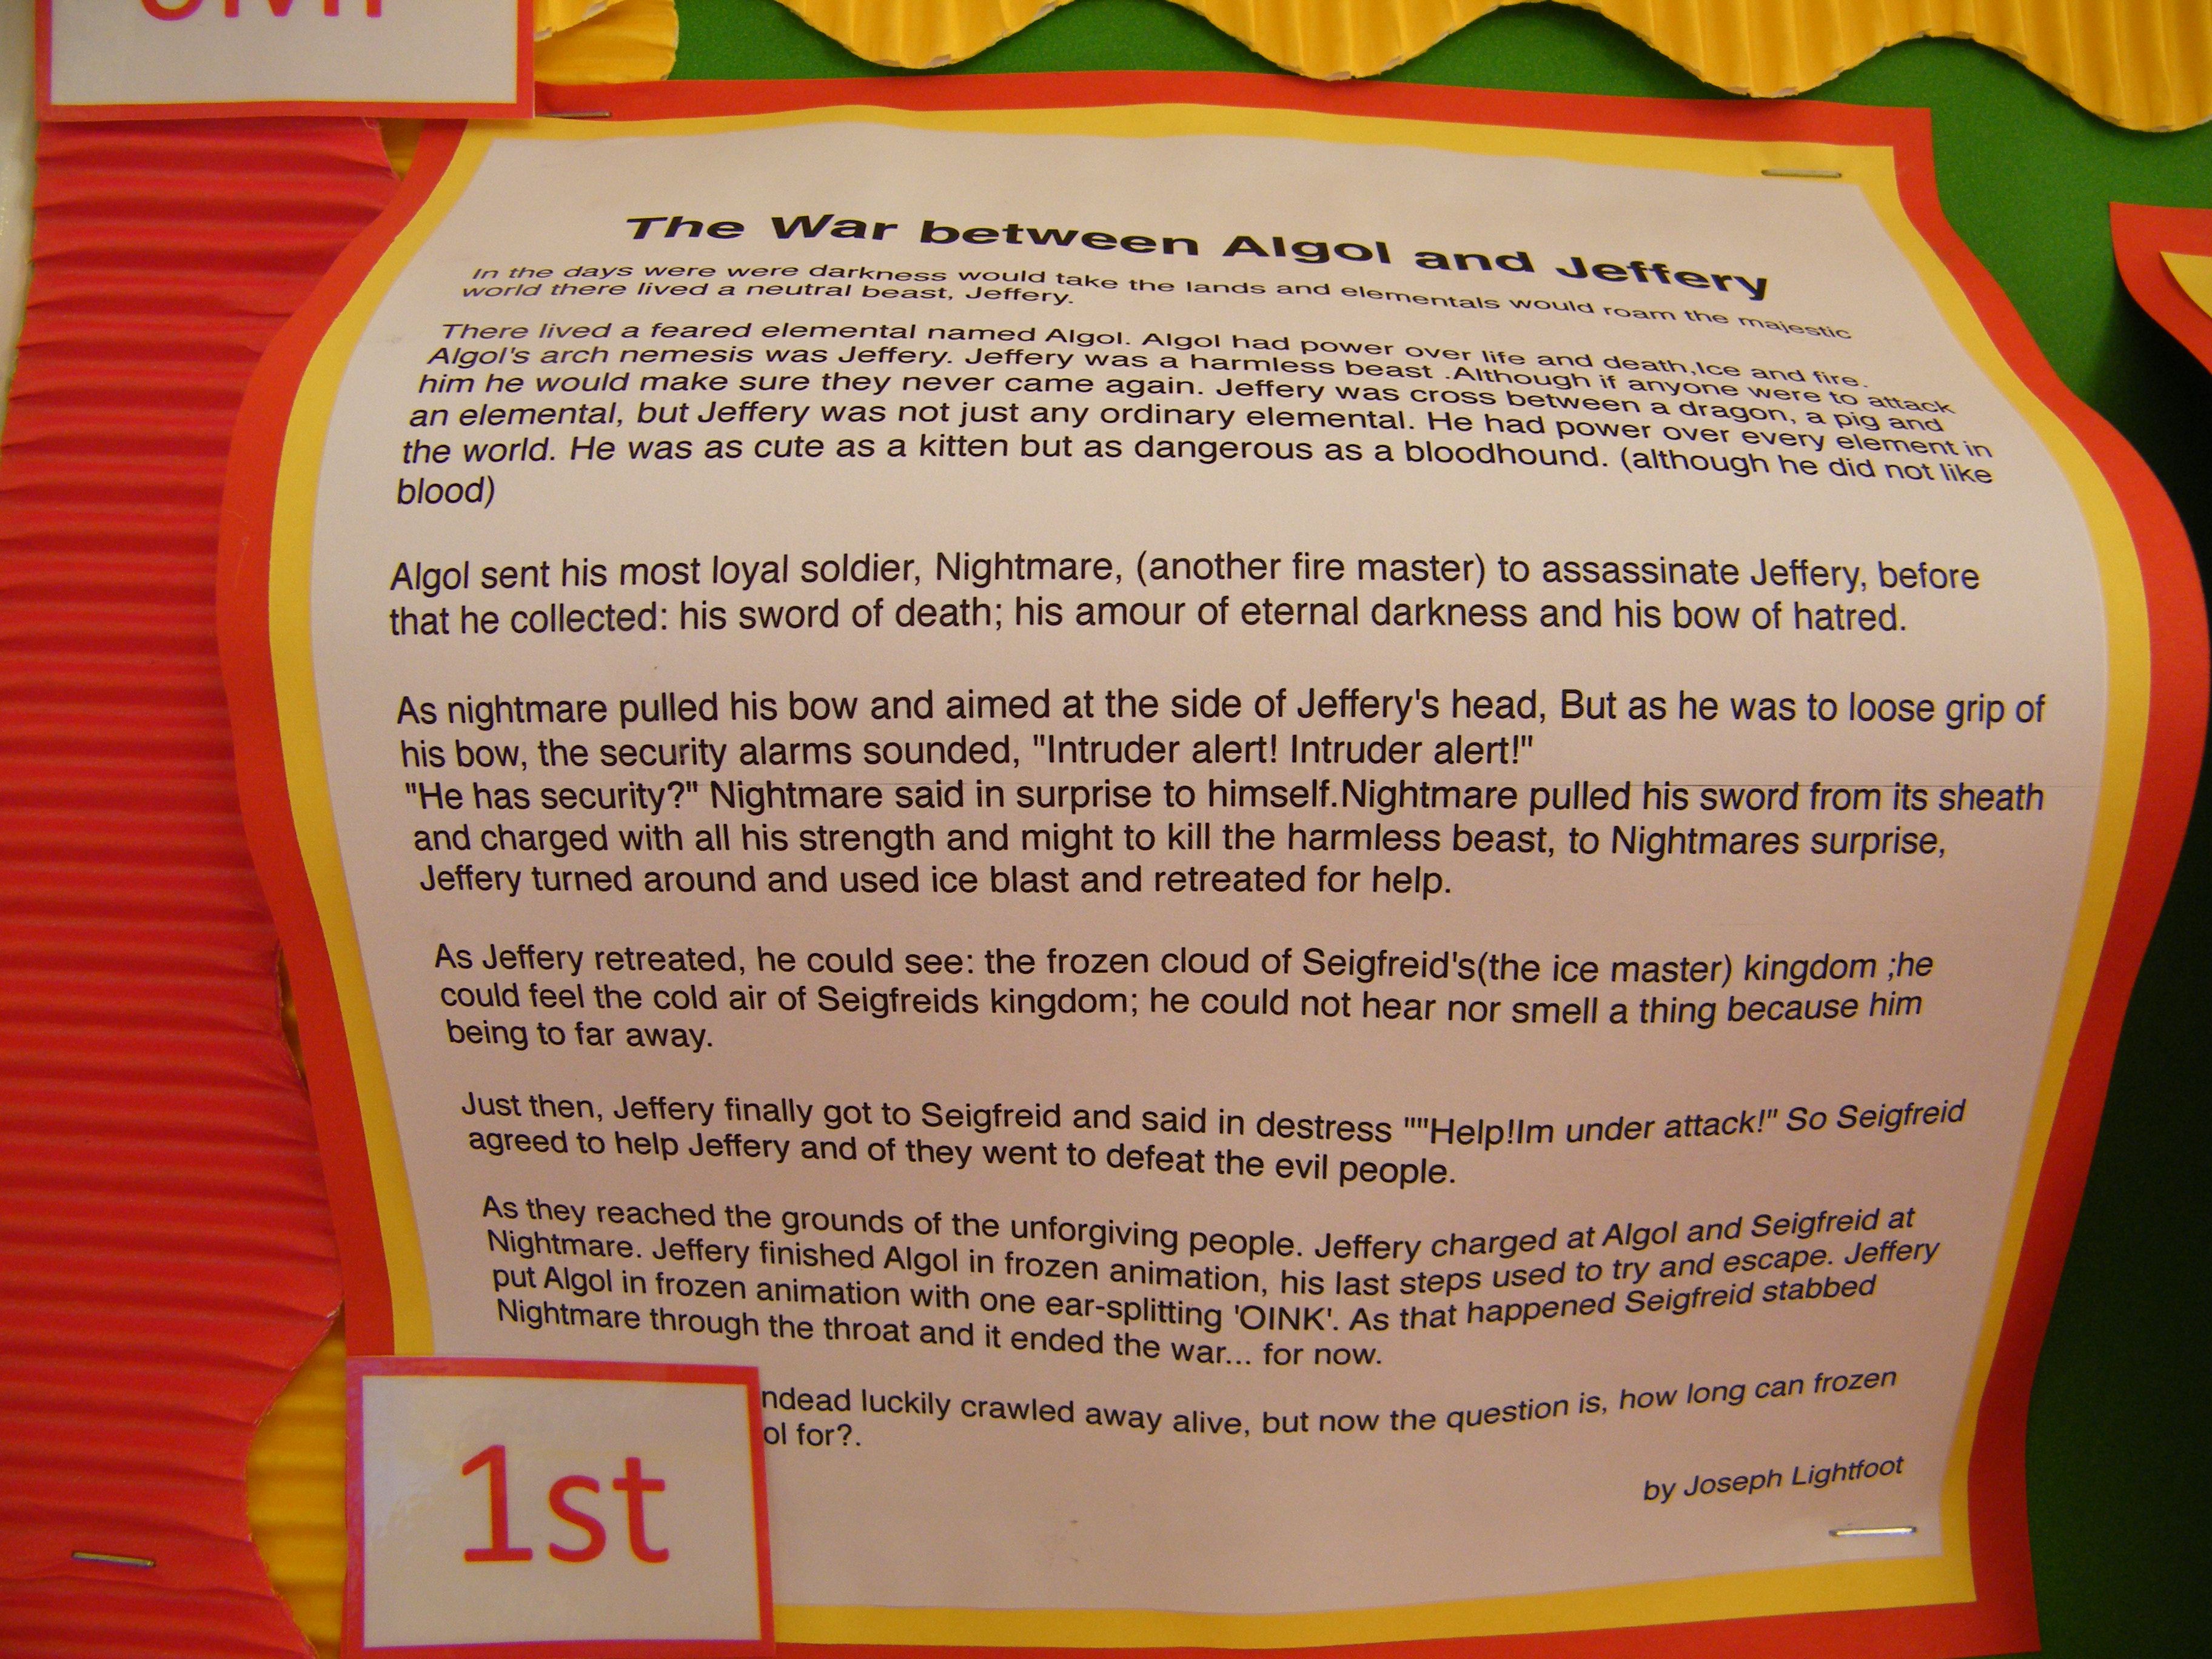 The War between Algol and Jeffery
In the days were were darkness would take the lands and elementals would roam the majestic
world there lived a neutral beast, Jeffery.
There lived a feared elemental named Algol. Algol had power over life and death,Ice and fire.
Algol's arch nemesis was Jeffery. Jeffery was a harmless beast .Although if anyone were to attack
him he would make sure they never came again. Jeffery was cross between a dragon, a pig and
an elemental, but Jeffery was not just any ordinary elemental. He had power over every element in
the world. He was as cute as a kitten but as dangerous as a bloodhound. (although he did not like
blood)
Algol sent his most loyal soldier, Nightmare, (another fire master) to assassinate Jeffery, before
that he collected: his sword of death; his amour of eternal darkness and his bow of hatred.
As nightmare pulled his bow and aimed at the side of Jeffery's head, But as he was to loose grip of
his bow, the security alarms sounded, "Intruder alert! Intruder alert!"
"He has security?" Nightmare said in surprise to himself.Nightmare pulled his sword from its sheath
and charged with all his strength and might to kill the harmless beast, to Nightmares surprise,
Jeffery turned around and used ice blast and retreated for help.
As Jeffery retreated, he could see: the frozen cloud of Seigfreid's(the ice master) kingdom ;he
could feel the cold air of Seigfreids kingdom; he could not hear nor smell a thing because him
being to far away.
Just then, Jeffery finally got to Seigfreid and said in destress ""Help!Im under attack!" So Seigfreid
agreed to help Jeffery and of they went to defeat the evil people.
As they reached the grounds of the unforgiving people. Jeffery charged at Algol and Seigfreid at
Nightmare. Jeffery finished Algol in frozen animation, his last steps used to try and escape. Jeffery
put Algol in frozen animation with one ear-splitting 'OINK'. As that happened Seigfreid stabbed
Nightmare through the throat and it ended the war... for now.
ndead luckily crawled away alive, but now the question is, how long can frozen
ol for?.
by Joseph Lightfoot
1st